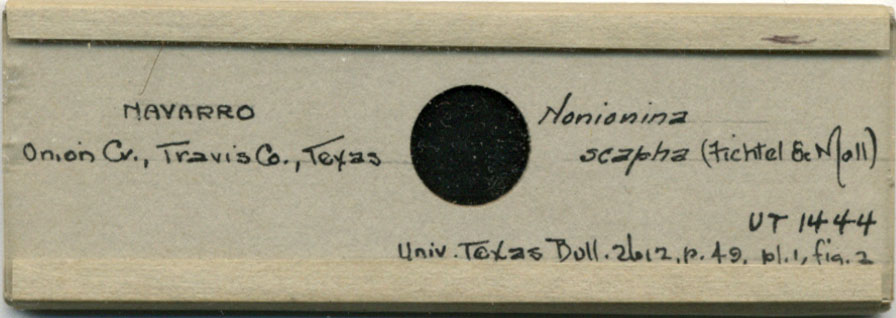 NAVARRO
Onion Cr., Travis Co., Texas
Nonionina
scapha (Fichtel & Moll)
UT 1444
Univ. Texas Bull. 2612, p. 49, pl. 1, fig. 2